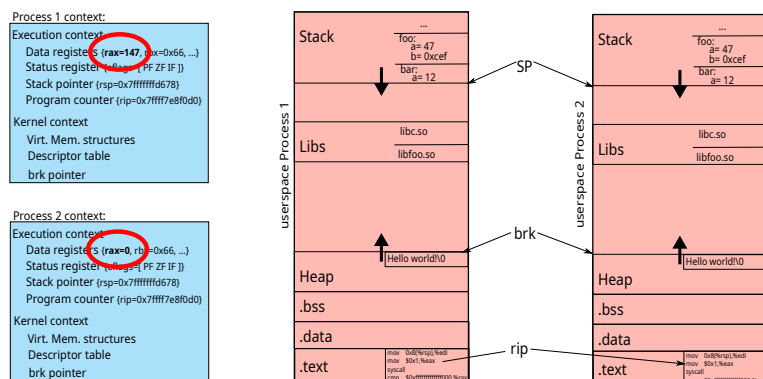 Process 1 context:
Execution context
Data registers {rax=147, rbx=0x66, ...}
Status register {eflags=[ PF ZF IF ]}
Stack pointer {rsp=0x7fffffffd678}
Program counter {rip=0x7ffff7e8f0d0}
Kernel context
Virt. Mem. structures
Descriptor table
brk pointer
Process 2 context:
Execution context
Data registers {rax=0, rbx=0x66, ...}
Status register {eflags=[ PF ZF IF ]}
Stack pointer {rsp=0x7fffffffd678}
Program counter {rip=0x7ffff7e8f0d0}
Kernel context
Virt. Mem. structures
Descriptor table
brk pointer
userspace Process 1
Stack
...
foo:
a= 47
b= 0xcef
bar:
a= 12
Libs
libc.so
libfoo.so
Hello world!\0
Heap
.bss
.data
.text
mov 0x8(%rsp),%edi
mov $0x1,%eax
syscall
SP
brk
rip
userspace Process 2
Stack
...
foo:
a= 47
b= 0xcef
bar:
a= 12
Libs
libc.so
libfoo.so
Hello world!\0
Heap
.bss
.data
.text
mov 0x8(%rsp),%edi
mov $0x1,%eax
syscall